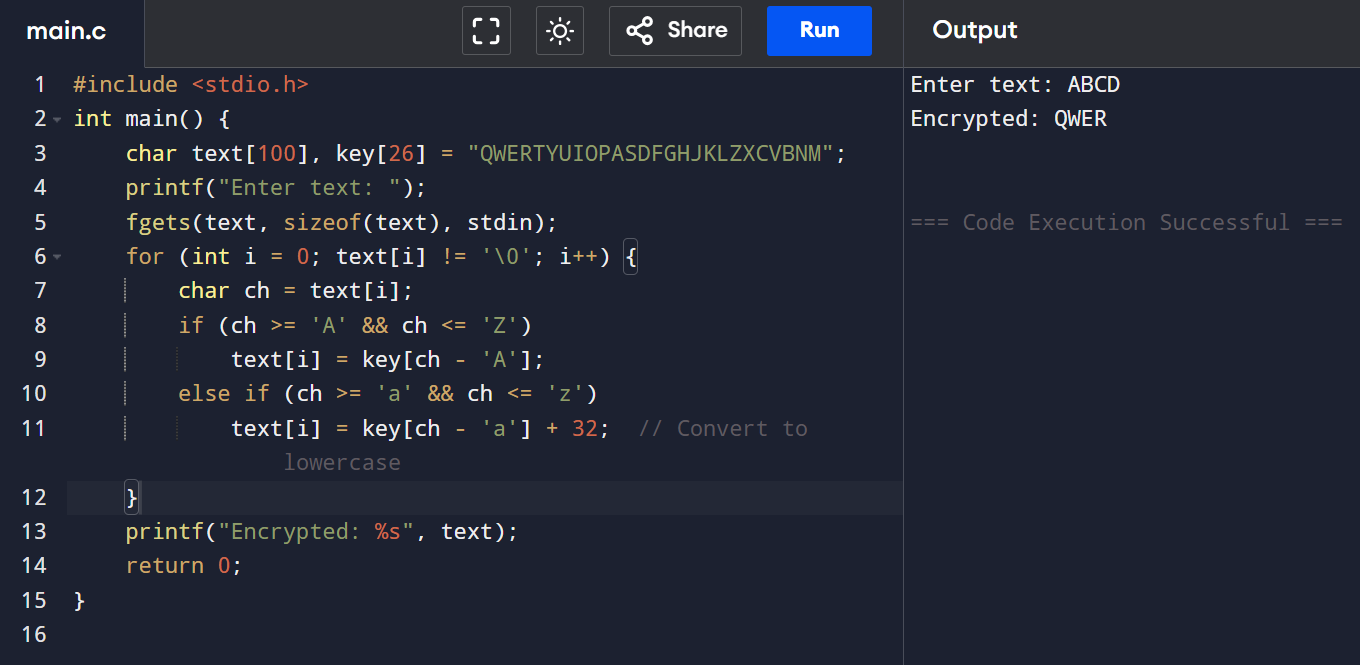 main.c
Share
Run
Output
1 #include <stdio.h>
2 int main() {
3     char text[100], key[26] = "QWERTYUIOPASDFGHJKLZXCVBNM";
4     printf("Enter text: ");
5     fgets(text, sizeof(text), stdin);
6     for (int i = 0; text[i] != '\0'; i++) {
7         char ch = text[i];
8         if (ch >= 'A' && ch <= 'Z')
9             text[i] = key[ch - 'A'];
10         else if (ch >= 'a' && ch <= 'z')
11             text[i] = key[ch - 'a'] + 32;  // Convert to
                lowercase
12     }
13     printf("Encrypted: %s", text);
14     return 0;
15 }
16
Enter text: ABCD
Encrypted: QWER
=== Code Execution Successful ===